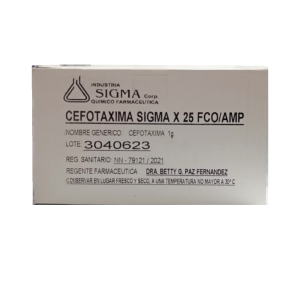 INDUSTRIA
SIGMA Corp.
QUIMICO FARMACEUTICA
CEFOTAXIMA SIGMA X 25 FCO/AMP
NOMBRE GENERICO: CEFOTAXIMA 1g
LOTE: 3040623
REG. SANITARIO: NN - 79101 / 2021
REGENTE FARMACEUTICA DRA. BETTY G. PAZ FERNANDEZ
CONSERVAR EN LUGAR FRESCO Y SECO, A UNA TEMPERATURA NO MAYOR A 30° C